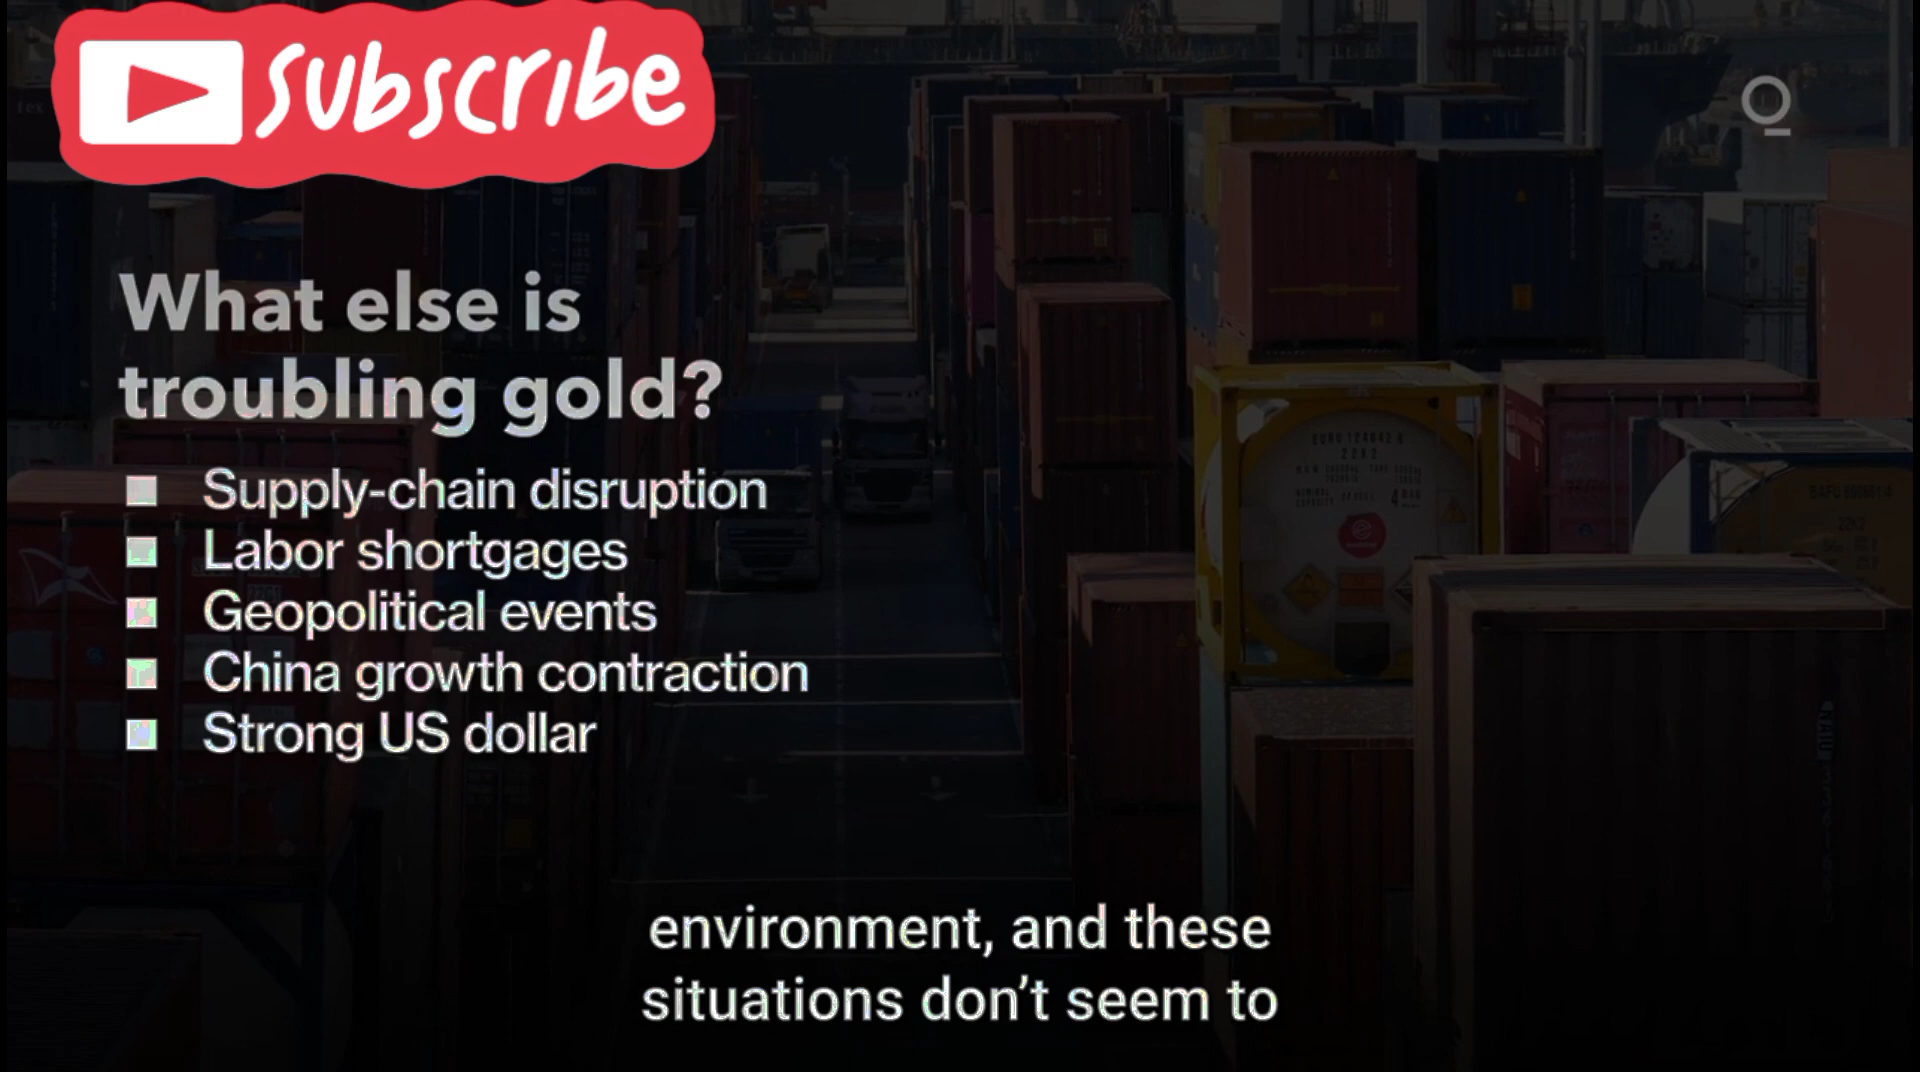 Subscribe
What else is
troubling gold?
Supply-chain disruption
Labor shortgages
Geopolitical events
China growth contraction
Strong US dollar
22K2
environment, and these
situations don’t seem to